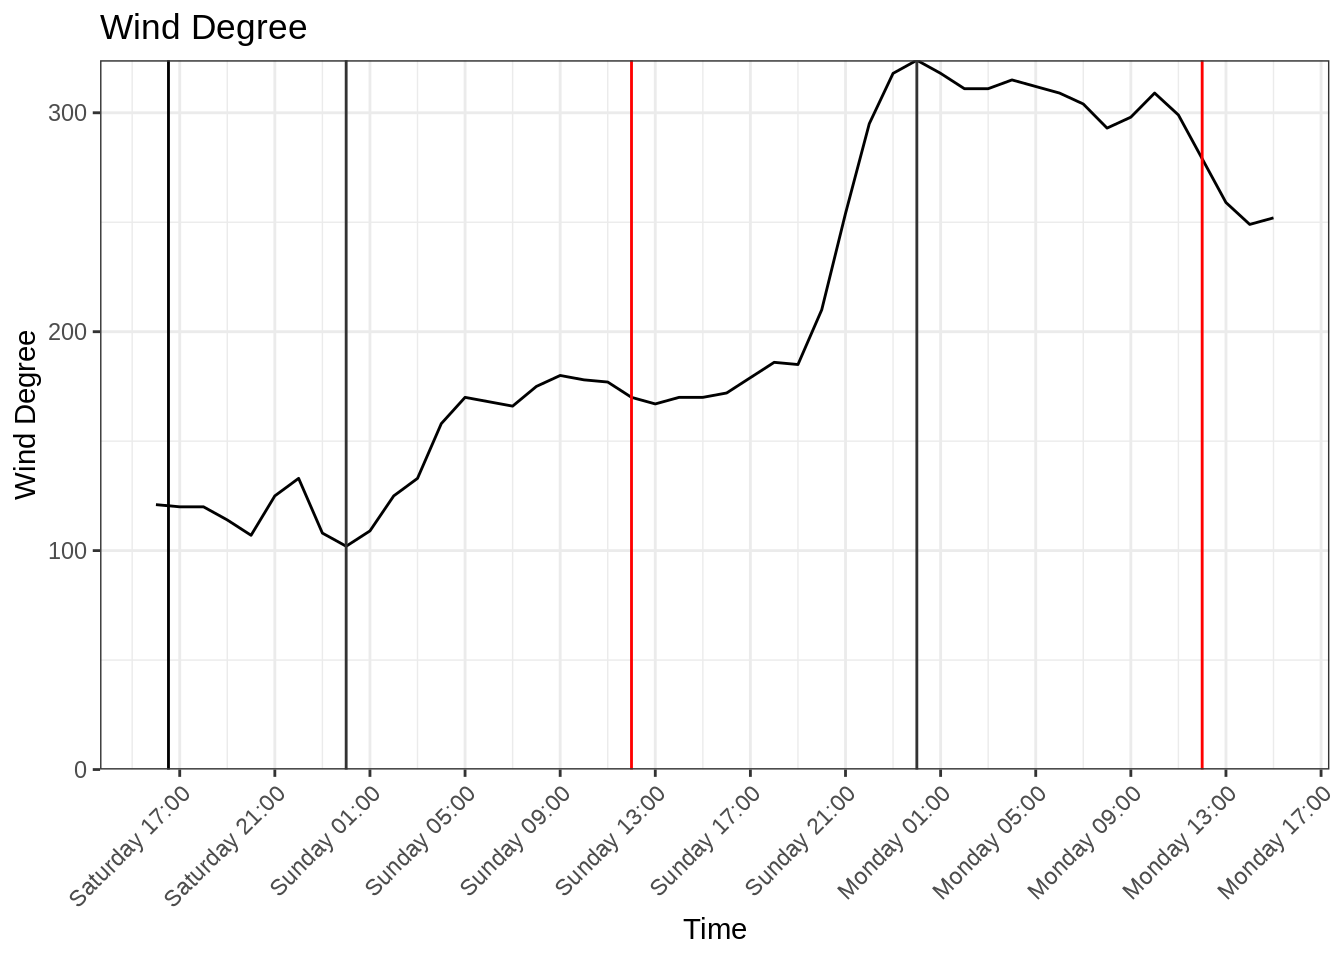 Wind Degree
Wind Degree
300
200
100
0
Saturday 17:00
Saturday 21:00
Sunday 01:00
Sunday 05:00
Sunday 09:00
Sunday 13:00
Sunday 17:00
Sunday 21:00
Monday 01:00
Monday 05:00
Monday 09:00
Monday 13:00
Monday 17:00
Time